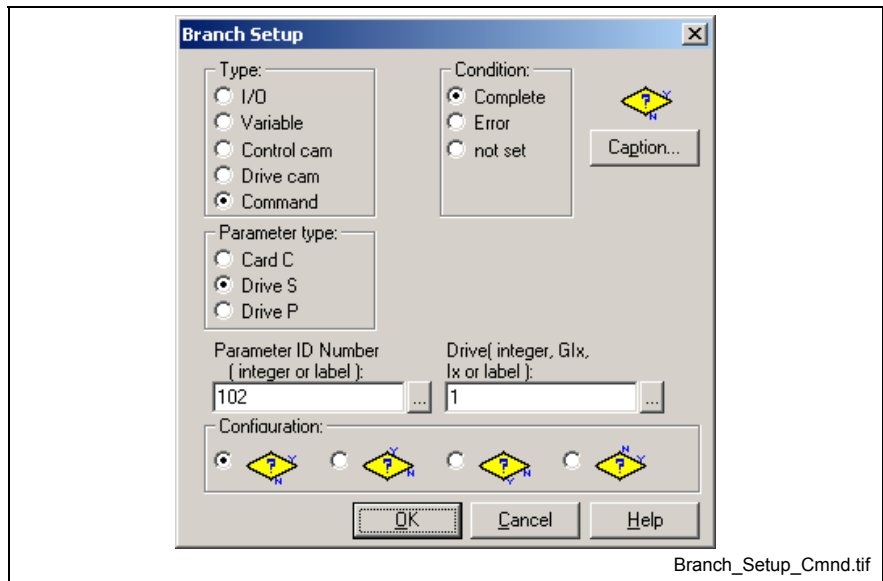 Branch Setup
Type:
I/O
Variable
Control cam
Drive cam
Command
Condition:
Complete
Error
not set
? Y
N
Caption...
Parameter type:
Card C
Drive S
Drive P
Parameter ID Number
( integer or label ):
102
...
Drive( integer, GIx,
Ix or label ):
1
...
Configuration:
? Y
N
? Y
N
? N
Y
N
? Y
OK
Cancel
Help
Branch_Setup_Cmnd.tif